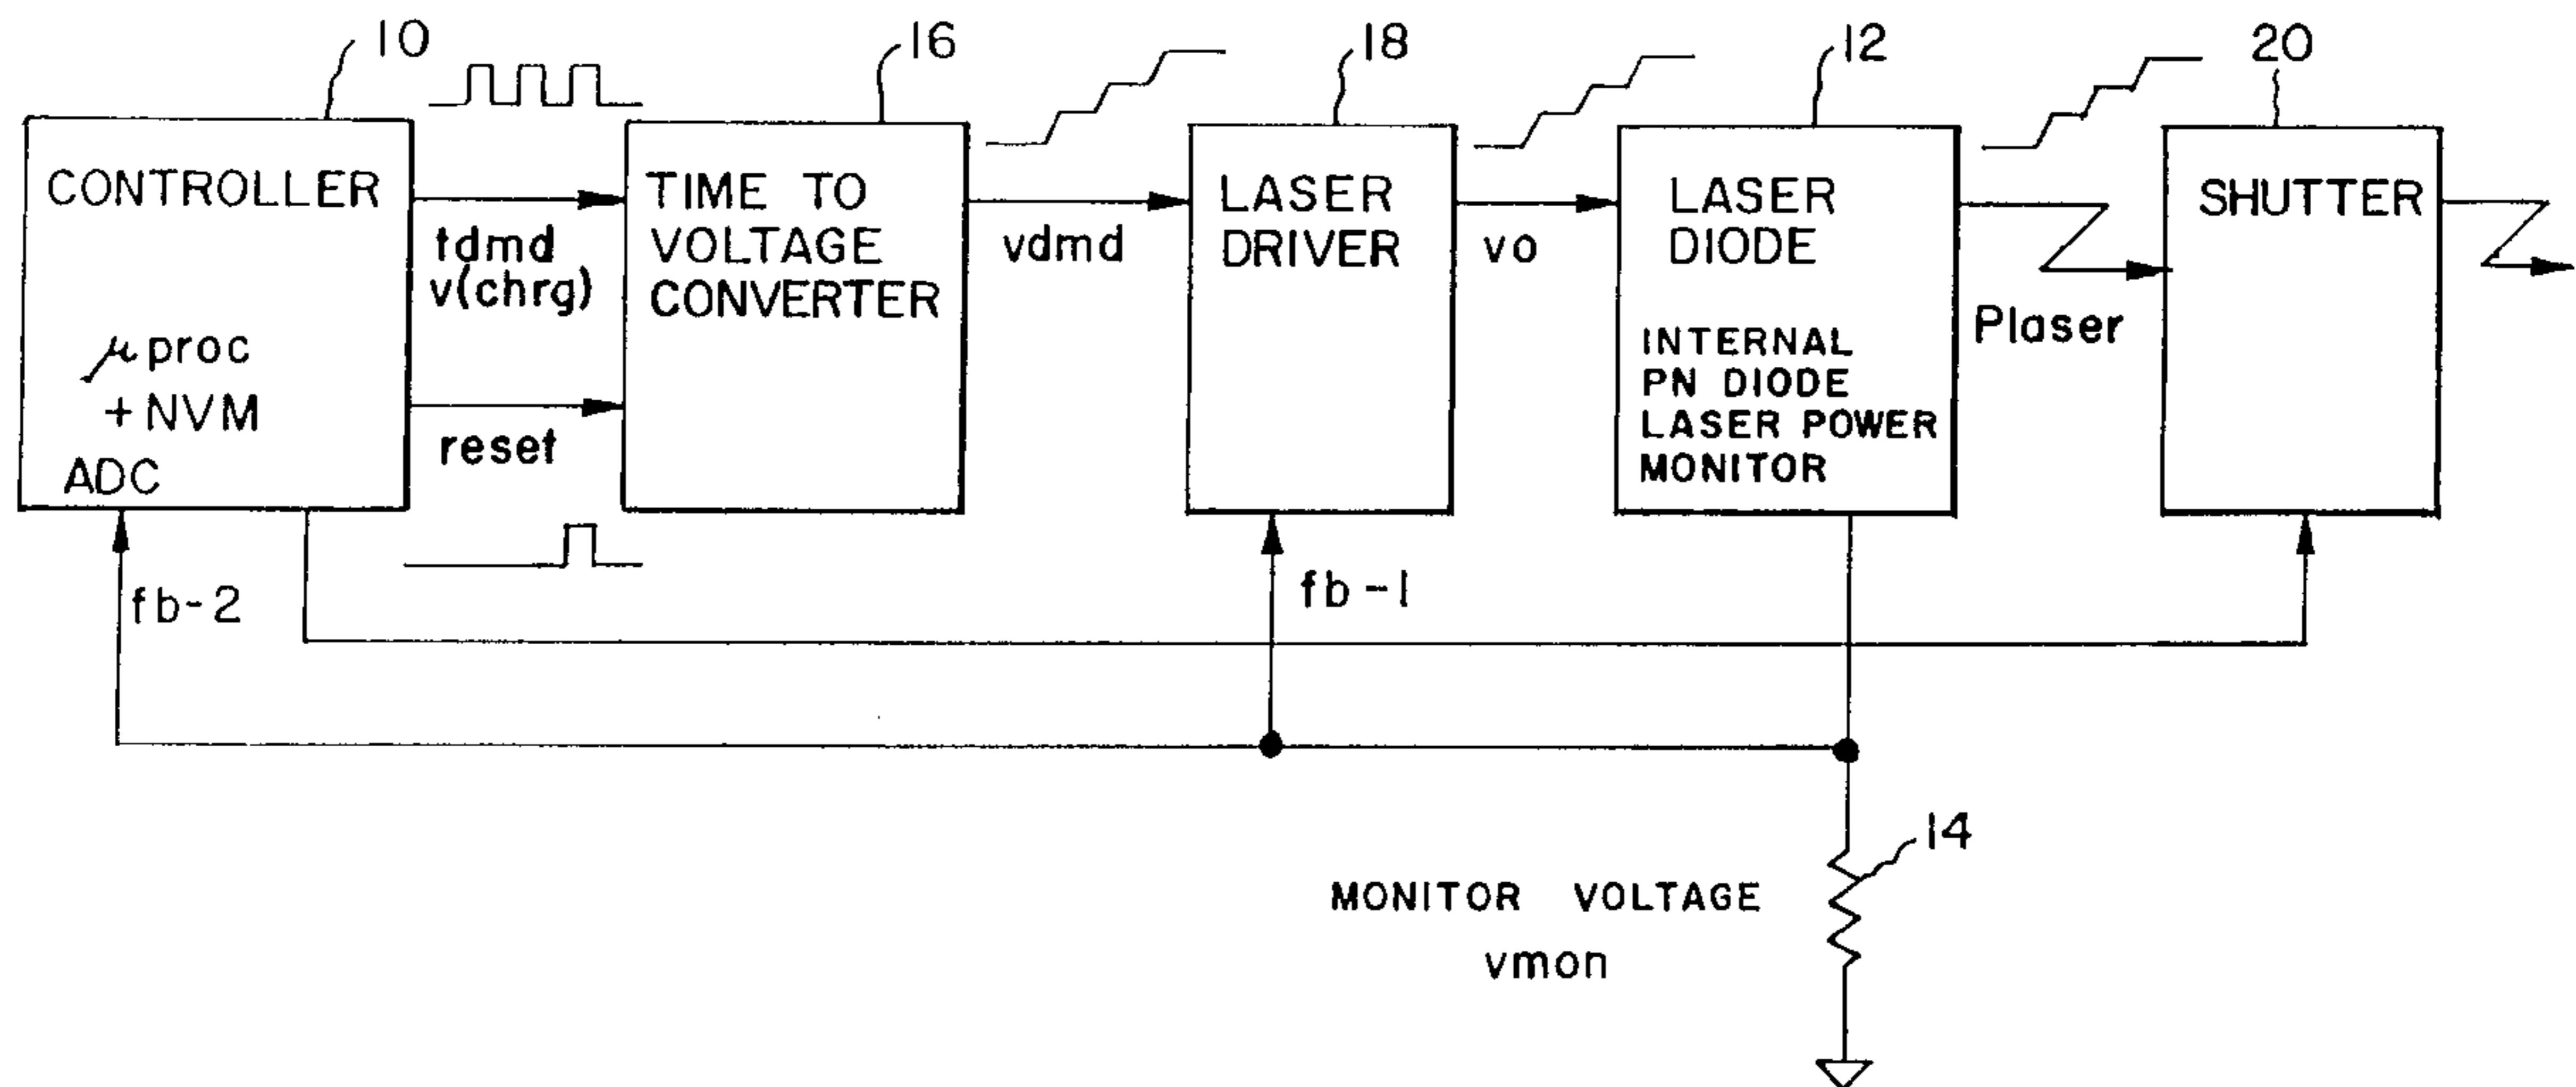 10
16
18
12
20
CONTROLLER
μproc
+NVM
ADC
tdmd
v(chrg)
reset
TIME TO
VOLTAGE
CONVERTER
vdmd
LASER
DRIVER
vo
LASER
DIODE
INTERNAL
PN DIODE
LASER POWER
MONITOR
Plaser
SHUTTER
fb-2
fb-1
14
MONITOR VOLTAGE
vmon